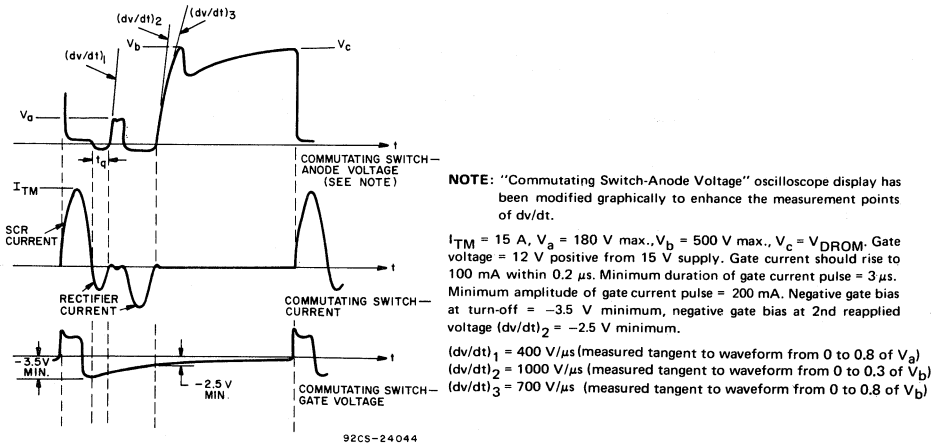 (dv/dt)2
(dv/dt)3
Vb
Vc
(dv/dt)1
Va
tq
t
COMMUTATING SWITCH—
ANODE VOLTAGE
(SEE NOTE)
ITM
SCR
CURRENT
t
RECTIFIER
CURRENT
COMMUTATING SWITCH—
CURRENT
t
-3.5V
MIN.
-2.5 V
MIN.
COMMUTATING SWITCH—
GATE VOLTAGE
92CS-24044
NOTE: "Commutating Switch-Anode Voltage" oscilloscope display has
been modified graphically to enhance the measurement points
of dv/dt.
ITM = 15 A, Va = 180 V max., Vb = 500 V max., Vc = VDROM. Gate
voltage = 12 V positive from 15 V supply. Gate current should rise to
100 mA within 0.2 μs. Minimum duration of gate current pulse = 3 μs.
Minimum amplitude of gate current pulse = 200 mA. Negative gate bias
at turn-off = −3.5 V minimum, negative gate bias at 2nd reapplied
voltage (dv/dt)2 = −2.5 V minimum.
(dv/dt)1 = 400 V/μs (measured tangent to waveform from 0 to 0.8 of Va)
(dv/dt)2 = 1000 V/μs (measured tangent to waveform from 0 to 0.3 of Vb)
(dv/dt)3 = 700 V/μs (measured tangent to waveform from 0 to 0.8 of Vb)